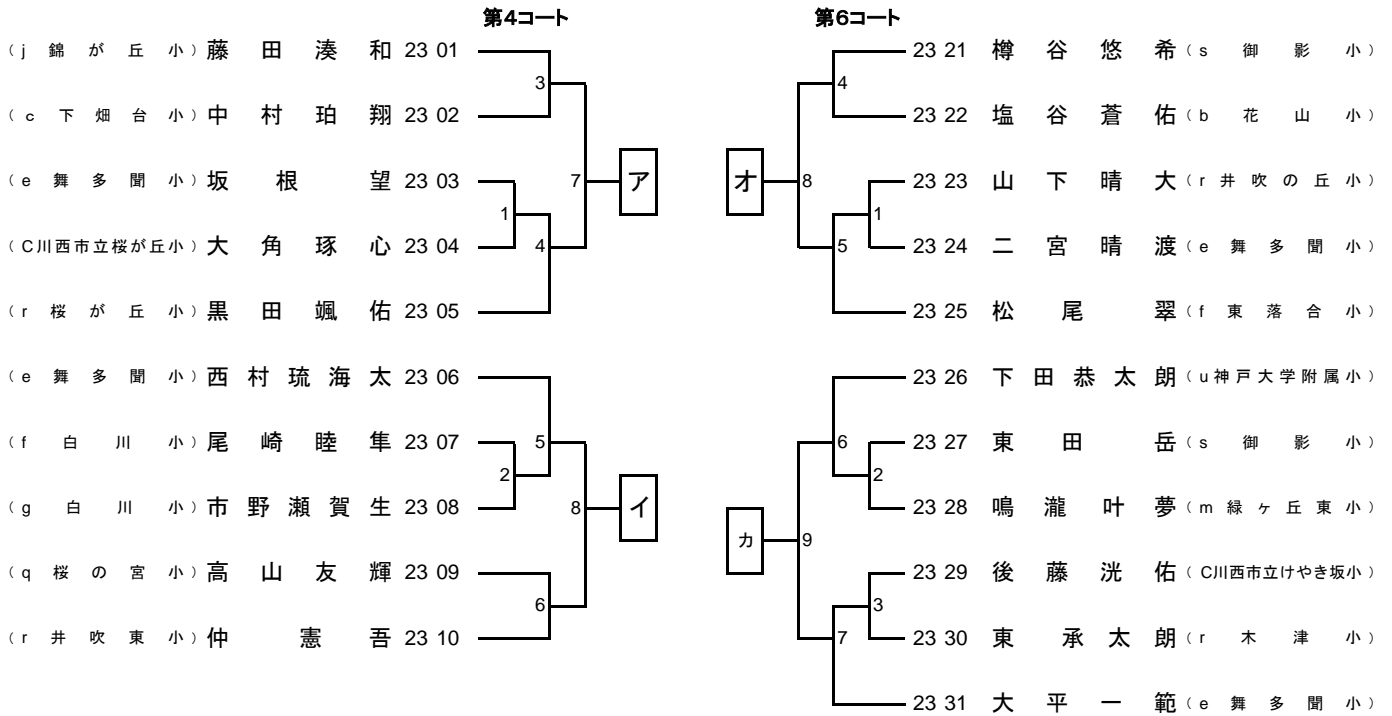 第4コート
(j 錦が丘小) 藤田湊和 23 01
3
(c 下畑台小) 中村珀翔 23 02
(e 舞多聞小) 坂根望 23 03
7 ア
1
(C川西市立桜が丘小) 大角琢心 23 04
4
(r 桜が丘小) 黒田颯佑 23 05
(e 舞多聞小) 西村琉海太 23 06
(f 白川小) 尾崎睦隼 23 07
5
2
(g 白川小) 市野瀬賀生 23 08
8 イ
(q 桜の宮小) 高山友輝 23 09
6
(r 井吹東小) 仲憲吾 23 10
第6コート
23 21 樽谷悠希 (s 御影小)
4
23 22 塩谷蒼佑 (b 花山小)
オ 8
23 23 山下晴大 (r 井吹の丘小)
1
5
23 24 二宮晴渡 (e 舞多聞小)
23 25 松尾翠 (f 東落合小)
23 26 下田恭太朗 (u神戸大学附属小)
6
23 27 東田岳 (s 御影小)
2
23 28 鳴瀧叶夢 (m 緑ヶ丘東小)
カ 9
23 29 後藤洸佑 (C川西市立けやき坂小)
3
7
23 30 東承太朗 (r 木津小)
23 31 大平一範 (e 舞多聞小)